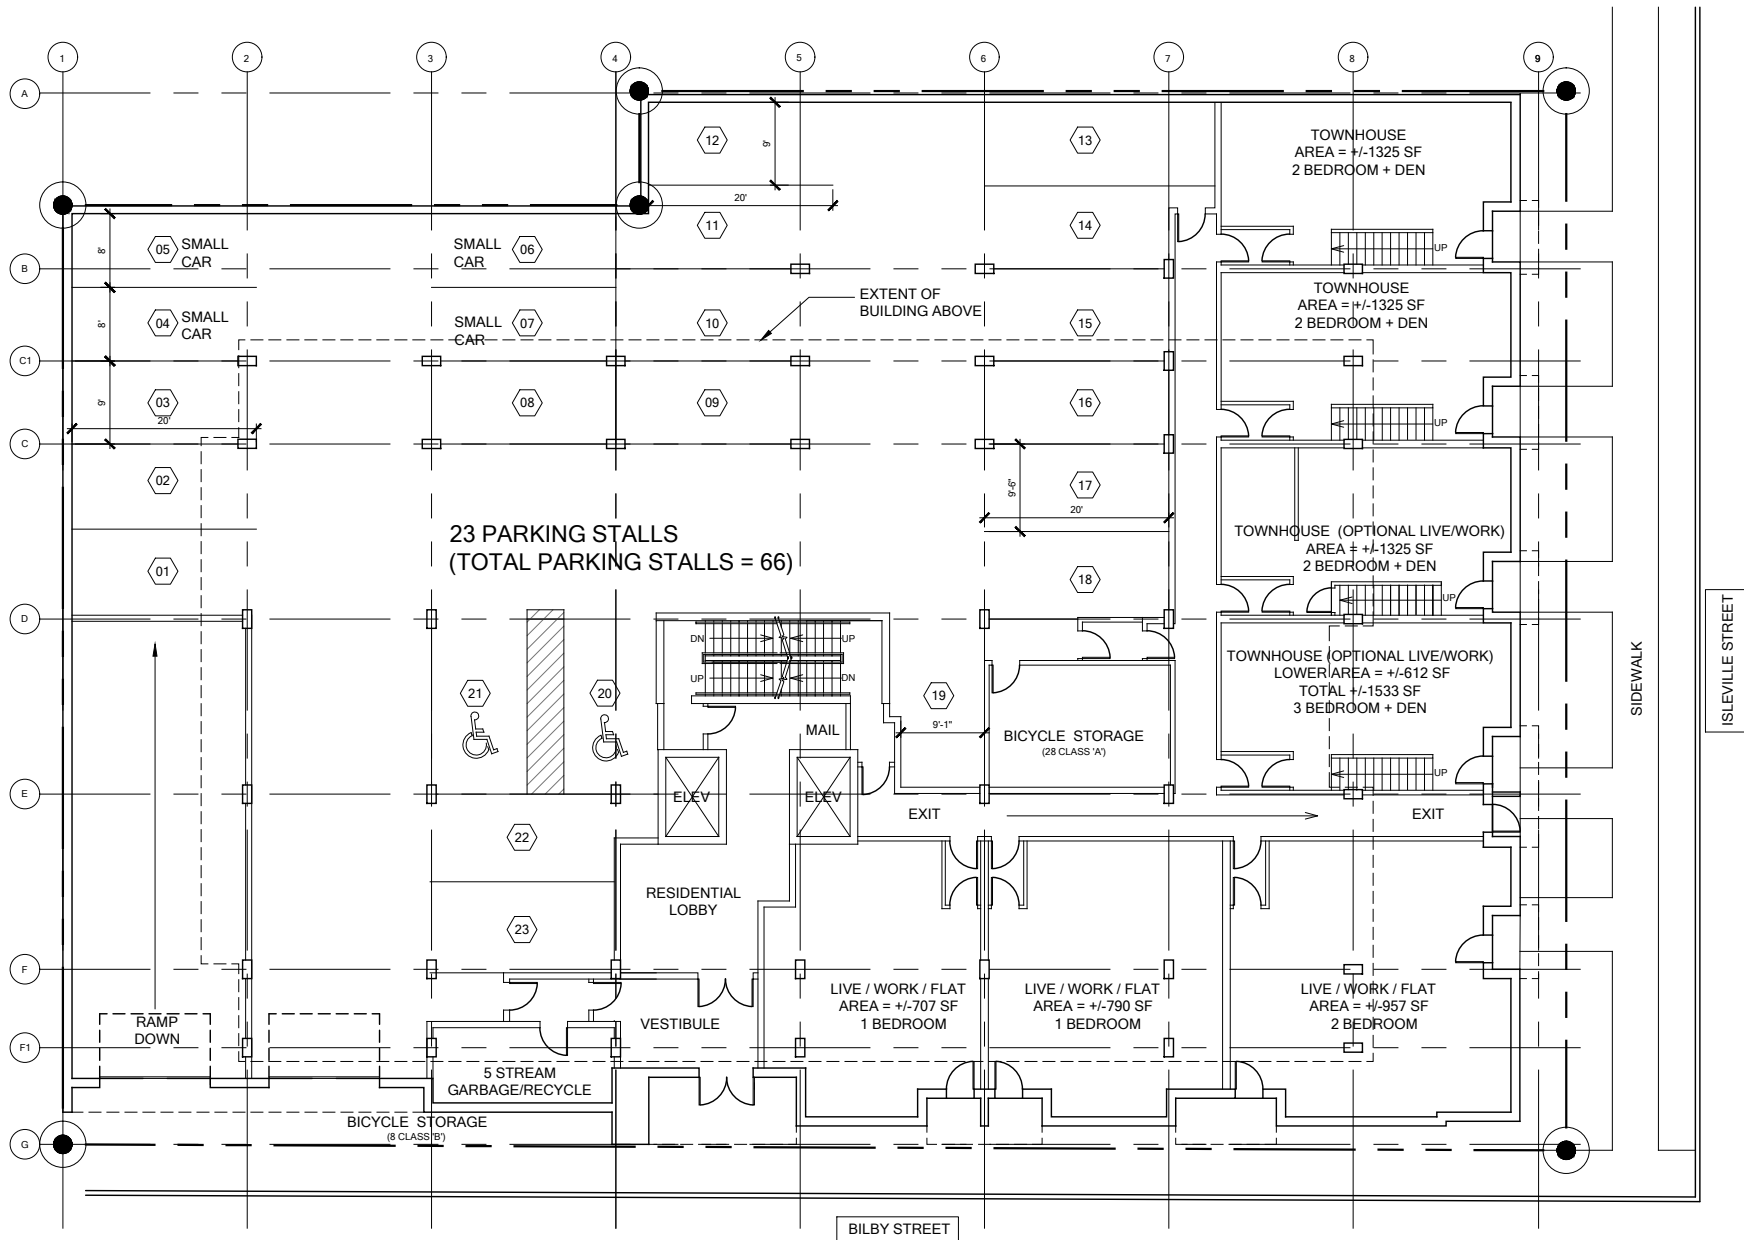 1
2
3
4
5
6
7
8
9
A
B
C1
C
D
E
F
F1
G
12
9'
20'
13
TOWNHOUSE
AREA = +/-1325 SF
2 BEDROOM + DEN
11
14
8'
05
SMALL
CAR
SMALL
CAR
06
UP
EXTENT OF
BUILDING ABOVE
TOWNHOUSE
AREA = +/-1325 SF
2 BEDROOM + DEN
8'
04
SMALL
CAR
SMALL
CAR
07
10
15
9'
03
20'
08
09
16
UP
02
9'-6"
17
20'
23 PARKING STALLS
(TOTAL PARKING STALLS = 66)
TOWNHOUSE (OPTIONAL LIVE/WORK)
AREA = +/-1325 SF
2 BEDROOM + DEN
01
18
UP
DN
UP
UP
DN
TOWNHOUSE (OPTIONAL LIVE/WORK)
LOWER AREA = +/-612 SF
TOTAL +/-1533 SF
3 BEDROOM + DEN
21
20
19
9'-1"
MAIL
BICYCLE STORAGE
(28 CLASS 'A')
UP
ELEV
ELEV
EXIT
EXIT
22
RESIDENTIAL
LOBBY
23
LIVE / WORK / FLAT
AREA = +/-707 SF
1 BEDROOM
LIVE / WORK / FLAT
AREA = +/-790 SF
1 BEDROOM
LIVE / WORK / FLAT
AREA = +/-957 SF
2 BEDROOM
RAMP
DOWN
VESTIBULE
5 STREAM
GARBAGE/RECYCLE
BICYCLE STORAGE
(8 CLASS 'B')
SIDEWALK
ISLEVILLE STREET
BILBY STREET